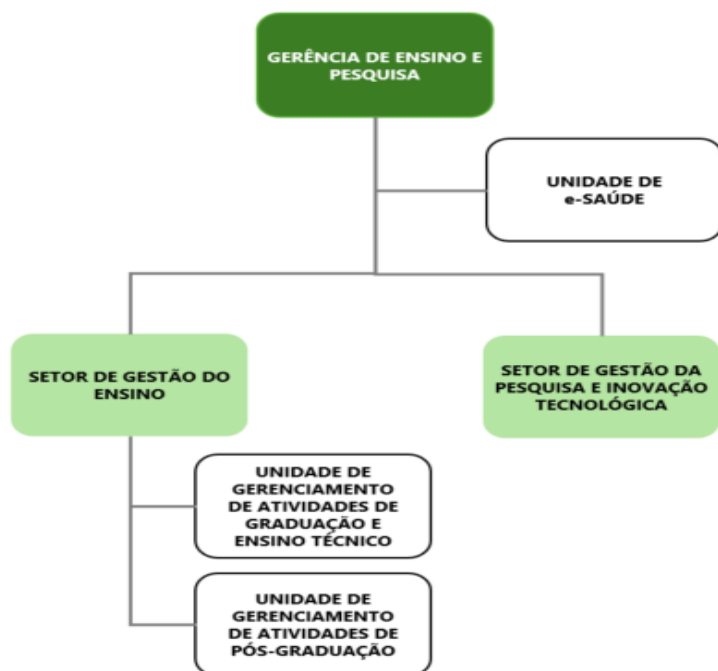 GERÊNCIA DE ENSINO E
PESQUISA
UNIDADE DE
e-SAÚDE
SETOR DE GESTÃO DO
ENSINO
SETOR DE GESTÃO DA
PESQUISA E INOVAÇÃO
TECNOLÓGICA
UNIDADE DE
GERENCIAMENTO
DE ATIVIDADES DE
GRADUAÇÃO E
ENSINO TÉCNICO
UNIDADE DE
GERENCIAMENTO
DE ATIVIDADES DE
PÓS-GRADUAÇÃO